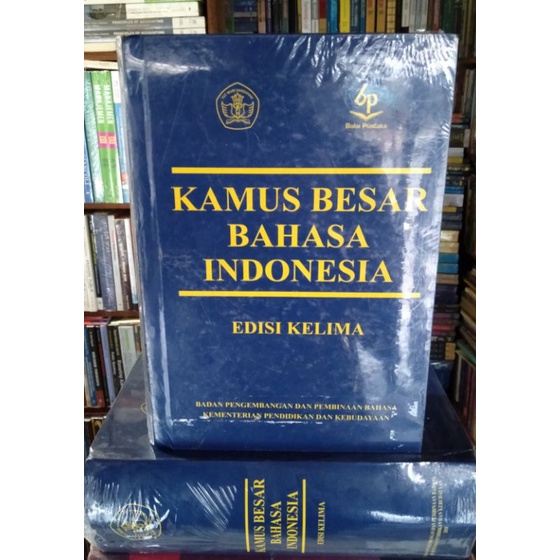 bp
Balai Pustaka
KAMUS BESAR
BAHASA
INDONESIA
EDISI KELIMA
BADAN PENGEMBANGAN DAN PEMBINAAN BAHASA
KEMENTERIAN PENDIDIKAN DAN KEBUDAYAAN
KAMUS BESAR
BAHASA
INDONESIA
EDISI KELIMA